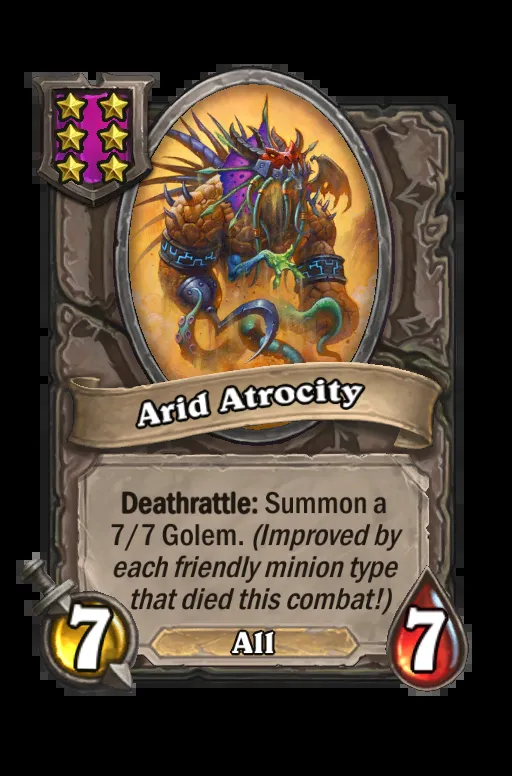 Arid Atrocity
Deathrattle: Summon a
7/7 Golem. (Improved by
each friendly minion type
that died this combat!)
7
All
7